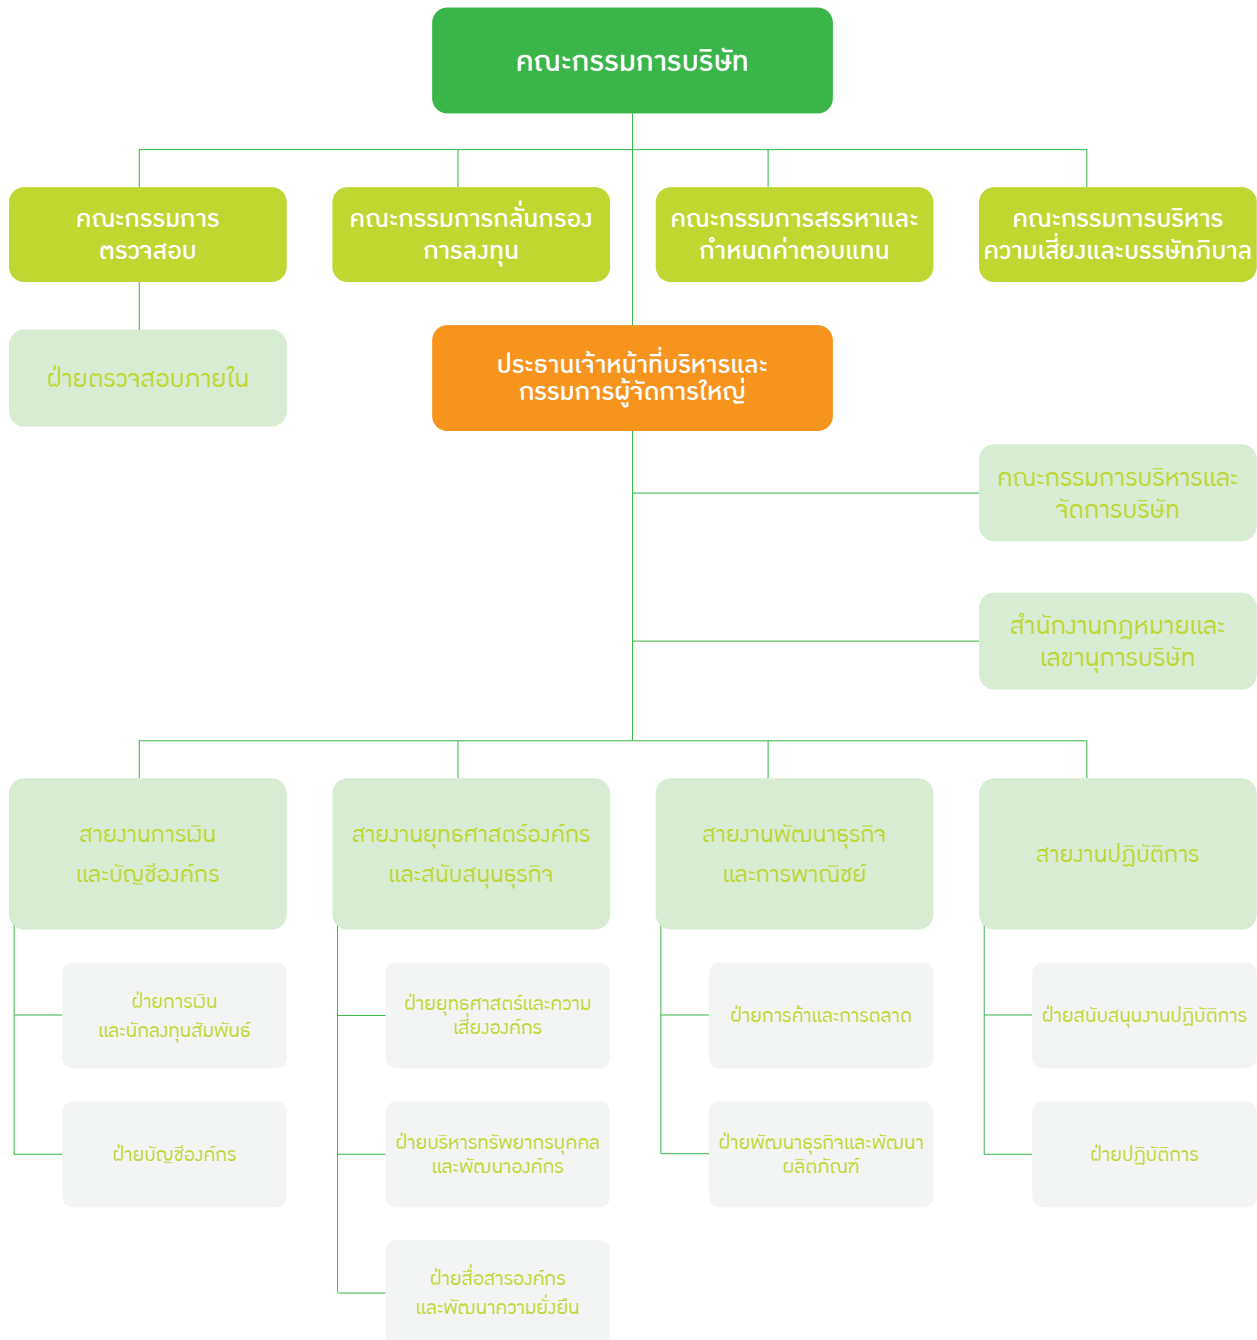 คณะกรรมการบริษัท
คณะกรรมการ
ตรวจสอบ
คณะกรรมการกลั่นกรอง
การลงทุน
คณะกรรมการสรรหาและ
กำหนดค่าตอบแทน
คณะกรรมการบริหาร
ความเสี่ยงและบรรษัทภิบาล
ฝ่ายตรวจสอบภายใน
ประธานเจ้าหน้าที่บริหารและ
กรรมการผู้จัดการใหญ่
คณะกรรมการบริหารและ
จัดการบริษัท
สำนักงานกฎหมายและ
เลขานุการบริษัท
สายงานการเงิน
และบัญชีองค์กร
สายงานยุทธศาสตร์องค์กร
และสนับสนุนธุรกิจ
สายงานพัฒนาธุรกิจ
และการพาณิชย์
สายงานปฏิบัติการ
ฝ่ายการเงิน
และนักลงทุนสัมพันธ์
ฝ่ายยุทธศาสตร์และความ
เสี่ยงองค์กร
ฝ่ายการค้าและการตลาด
ฝ่ายสนับสนุนงานปฏิบัติการ
ฝ่ายบัญชีองค์กร
ฝ่ายบริหารทรัพยากรบุคคล
และพัฒนาองค์กร
ฝ่ายพัฒนาธุรกิจและพัฒนา
ผลิตภัณฑ์
ฝ่ายปฏิบัติการ
ฝ่ายสื่อสารองค์กร
และพัฒนาความยั่งยืน